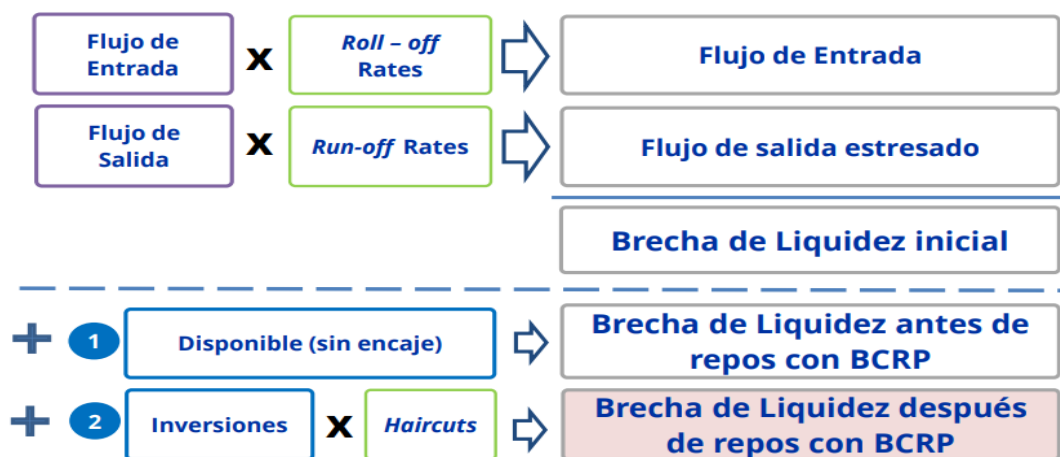 Flujo de
Entrada
x
Roll – off
Rates
Flujo de Entrada
Flujo de
Salida
x
Run-off Rates
Flujo de salida estresado
Brecha de Liquidez inicial
+ 1
Disponible (sin encaje)
Brecha de Liquidez antes de
repos con BCRP
+ 2
Inversiones
x
Haircuts
Brecha de Liquidez después
de repos con BCRP